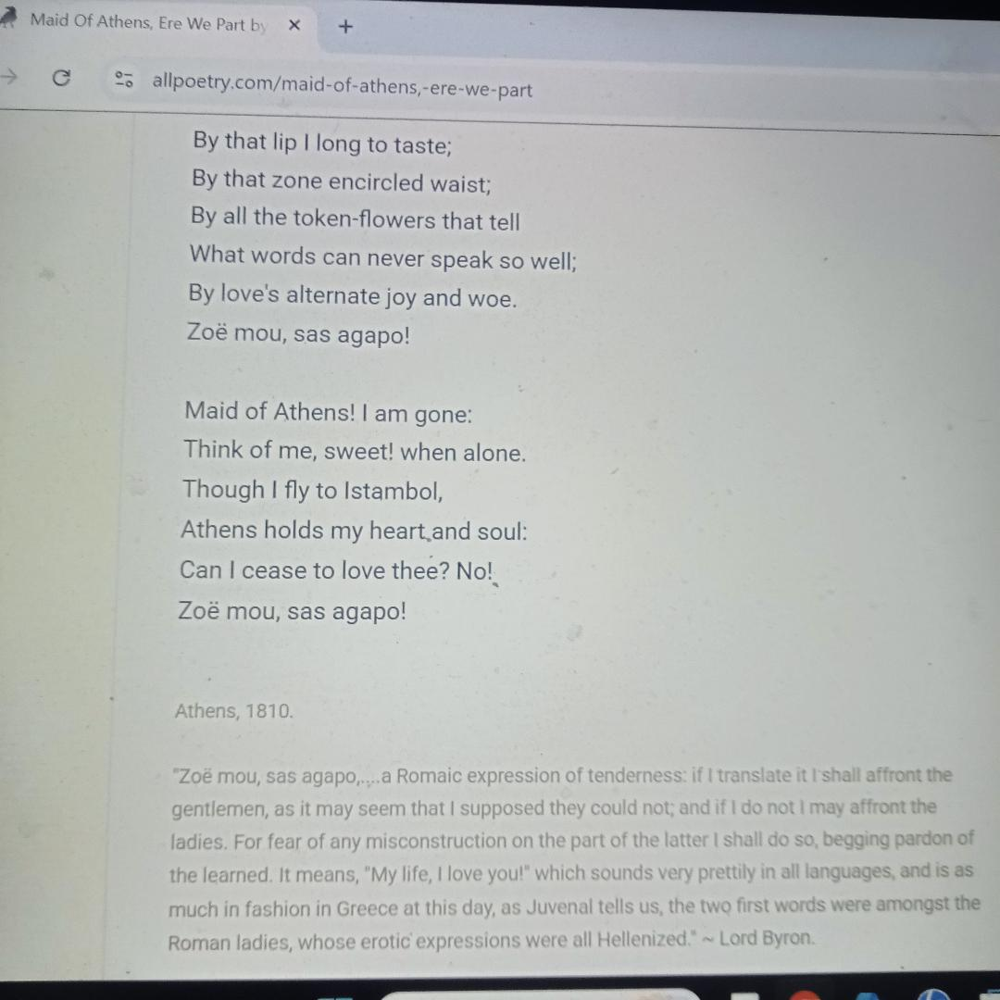 Maid Of Athens, Ere We Part by
allpoetry.com/maid-of-athens,-ere-we-part
By that lip I long to taste;
By that zone encircled waist;
By all the token-flowers that tell
What words can never speak so well;
By love's alternate joy and woe.
Zoë mou, sas agapo!
Maid of Athens! I am gone:
Think of me, sweet! when alone.
Though I fly to Istambol,
Athens holds my heart and soul:
Can I cease to love thee? No!
Zoë mou, sas agapo!
Athens, 1810.
"Zoë mou, sas agapo,....a Romaic expression of tenderness: if I translate it I shall affront the
gentlemen, as it may seem that I supposed they could not; and if I do not I may affront the
ladies. For fear of any misconstruction on the part of the latter I shall do so, begging pardon of
the learned. It means, "My life, I love you!" which sounds very prettily in all languages, and is as
much in fashion in Greece at this day, as Juvenal tells us, the two first words were amongst the
Roman ladies, whose erotic expressions were all Hellenized." ~ Lord Byron.